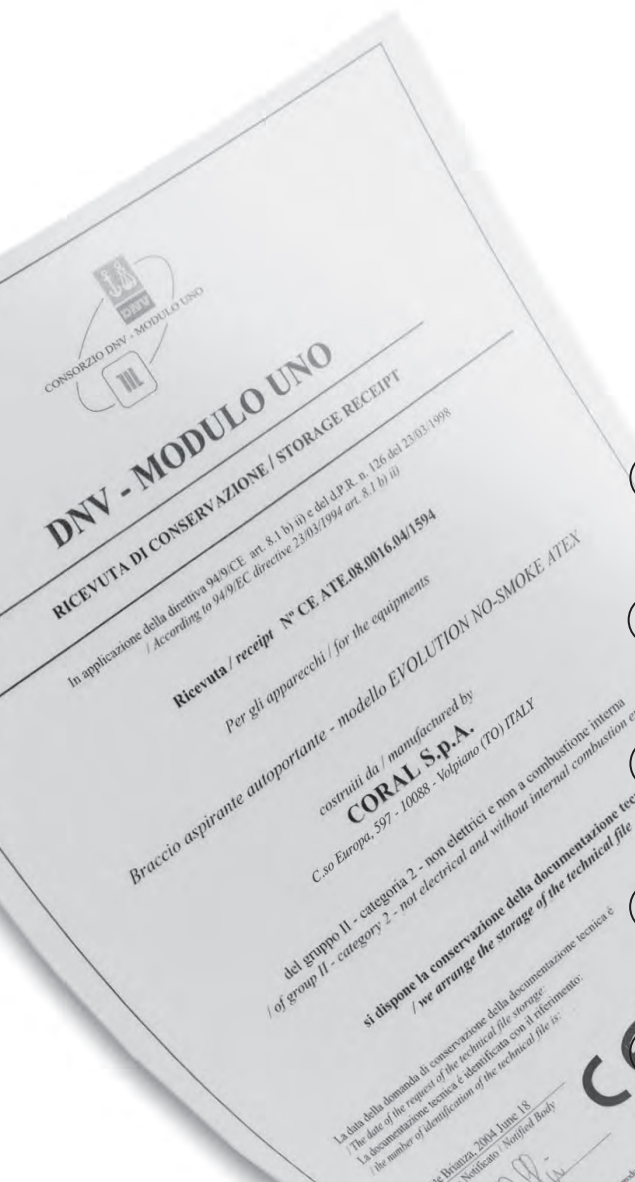 CONSORZIO DNV - MODULO UNO
DNV - MODULO UNO
RICEVUTA DI CONSERVAZIONE / STORAGE RECEIPT
In applicazione della direttiva 94/9/CE art. 8.1 b) ii) e del d.P.R. n. 126 del 23/03/1998
/ According to 94/9/EC directive 23/03/1994 art. 8.1 b) ii)
Ricevuta / receipt N° CE ATE.08.0016.04/1594
Per gli apparecchi / for the equipments
Braccio aspirante autoportante - modello EVOLUTION NO-SMOKE ATEX
costruiti da / manufactured by
CORAL S.p.A.
C.so Europa, 597 - 10088 - Volpiano (TO) ITALY
del gruppo II - categoria 2 - non elettrici e non a combustione interna
/ of group II - category 2 - not electrical and without internal combustion
si dispone la conservazione della documentazione
/ we arrange the storage of the technical file
La data della domanda di conservazione della documentazione tecnica é
/ The date of the request of the technical file storage:
La documentazione tecnica é identificata con il riferimento:
/ the number of identification of the technical file is:
Brianza, 2004 June 18
Notificato / Notified Body